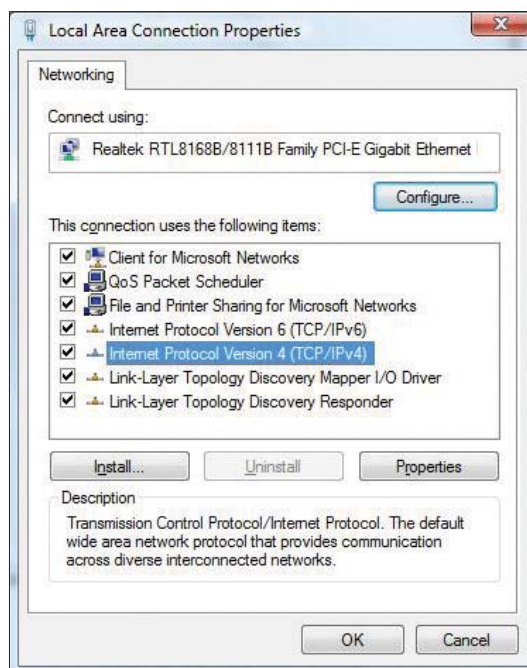 Local Area Connection Properties
Networking
Connect using:
Realtek RTL8168B/8111B Family PCI-E Gigabit Ethernet
Configure...
This connection uses the following items:
Client for Microsoft Networks
QoS Packet Scheduler
File and Printer Sharing for Microsoft Networks
Internet Protocol Version 6 (TCP/IPv6)
Internet Protocol Version 4 (TCP/IPv4)
Link-Layer Topology Discovery Mapper I/O Driver
Link-Layer Topology Discovery Responder
Install...
Uninstall
Properties
Description
Transmission Control Protocol/Internet Protocol. The default
wide area network protocol that provides communication
across diverse interconnected networks.
OK
Cancel